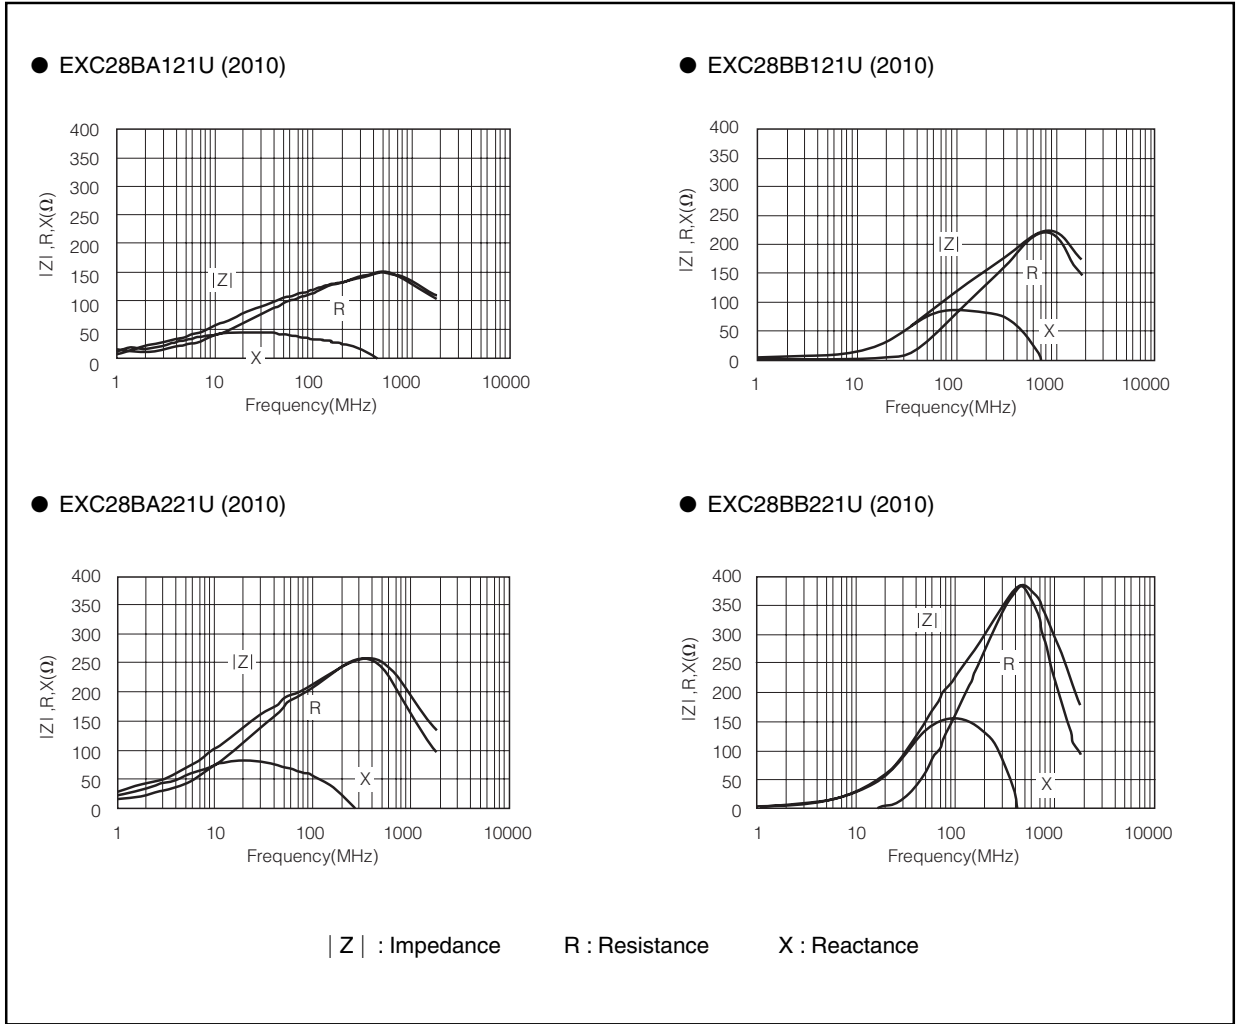 ● EXC28BA121U (2010)
400
350
300
250
200
150
100
50
0
|Z| ,R,X(Ω)
|Z|
R
X
1 10 100 1000 10000
Frequency(MHz)
● EXC28BB121U (2010)
400
350
300
250
200
150
100
50
0
|Z| ,R,X(Ω)
|Z|
R
X
1 10 100 1000 10000
Frequency(MHz)
● EXC28BA221U (2010)
400
350
300
250
200
150
100
50
0
|Z| ,R,X(Ω)
|Z|
R
X
1 10 100 1000 10000
Frequency(MHz)
● EXC28BB221U (2010)
400
350
300
250
200
150
100
50
0
|Z| ,R,X(Ω)
|Z|
R
X
1 10 100 1000 10000
Frequency(MHz)
| Z | : Impedance R : Resistance X : Reactance